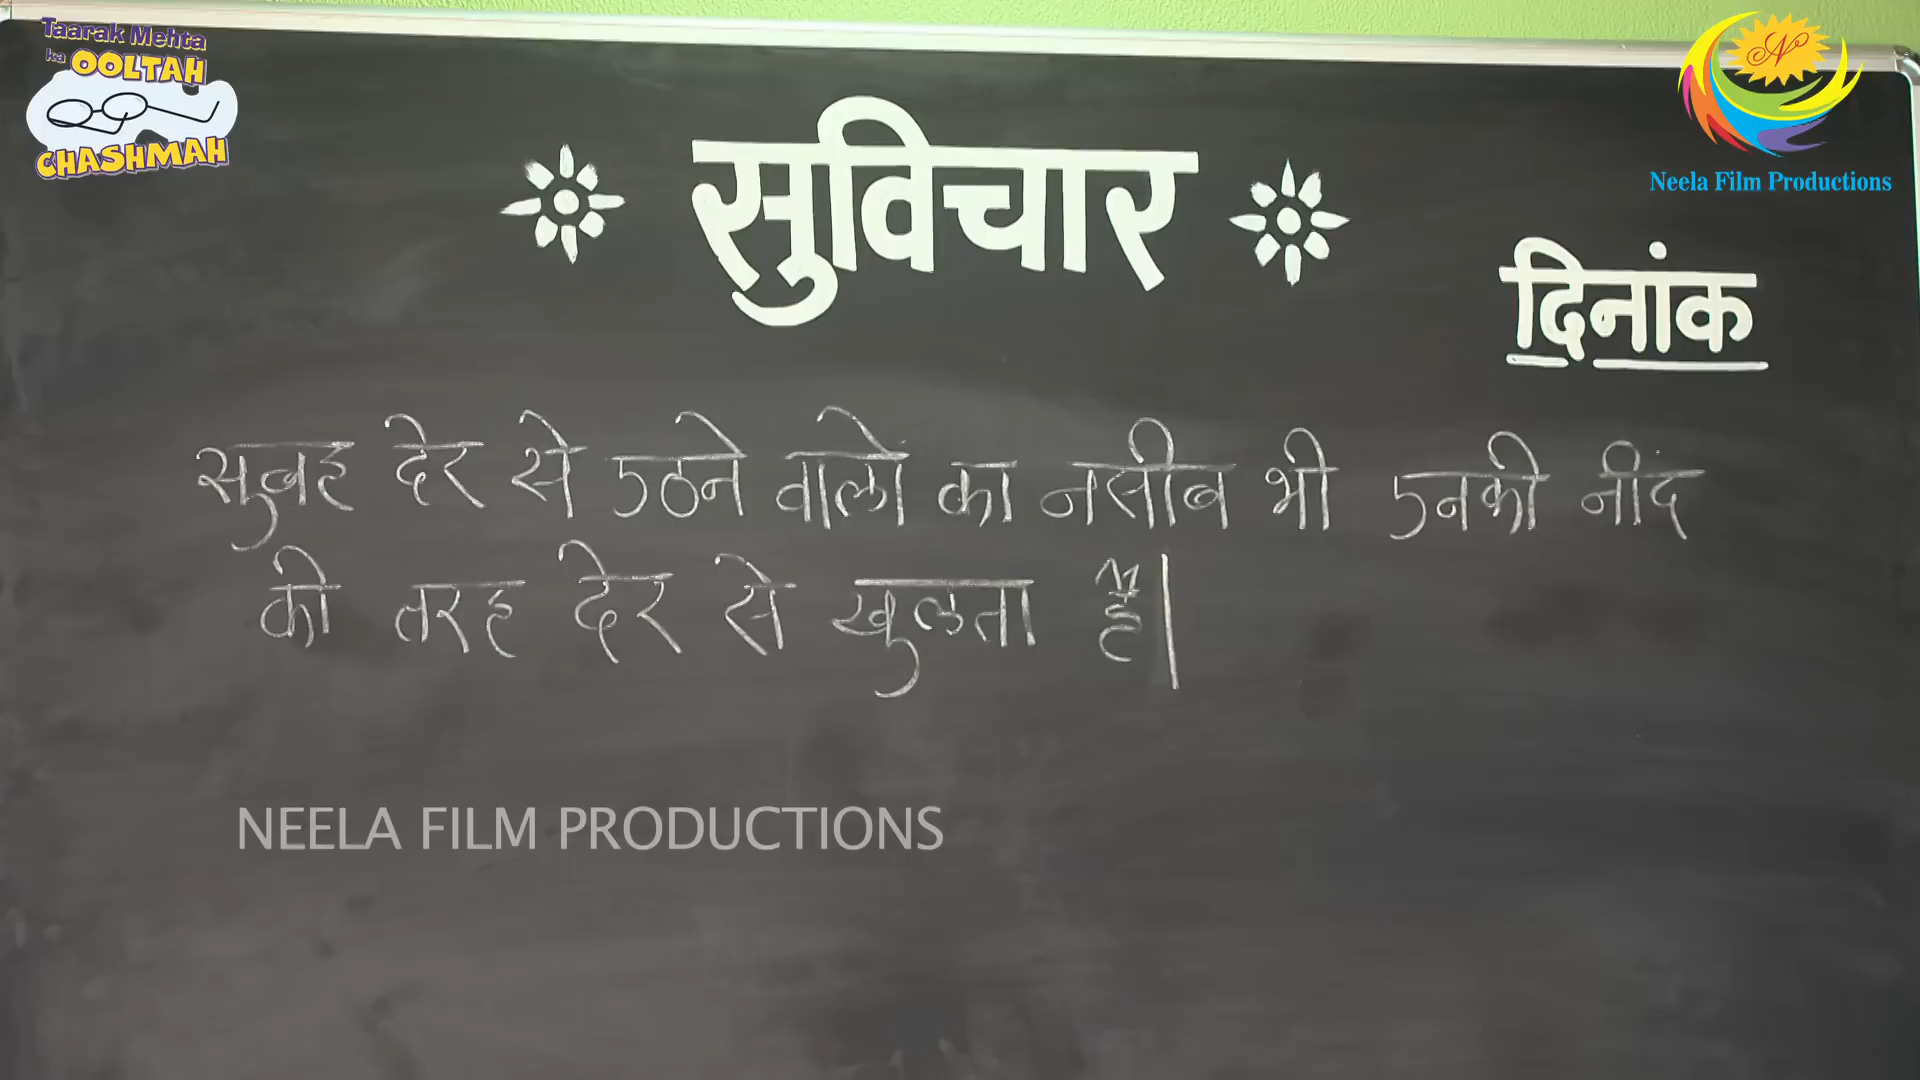 Taarak Mehta
ka OOLTAH
CHASHMAH
Neela Film Productions
सुविचार
दिनांक
सुबह देर से उठने वालों का नसीब भी उनकी नींद
की तरह देर से खुलता है।
NEELA FILM PRODUCTIONS